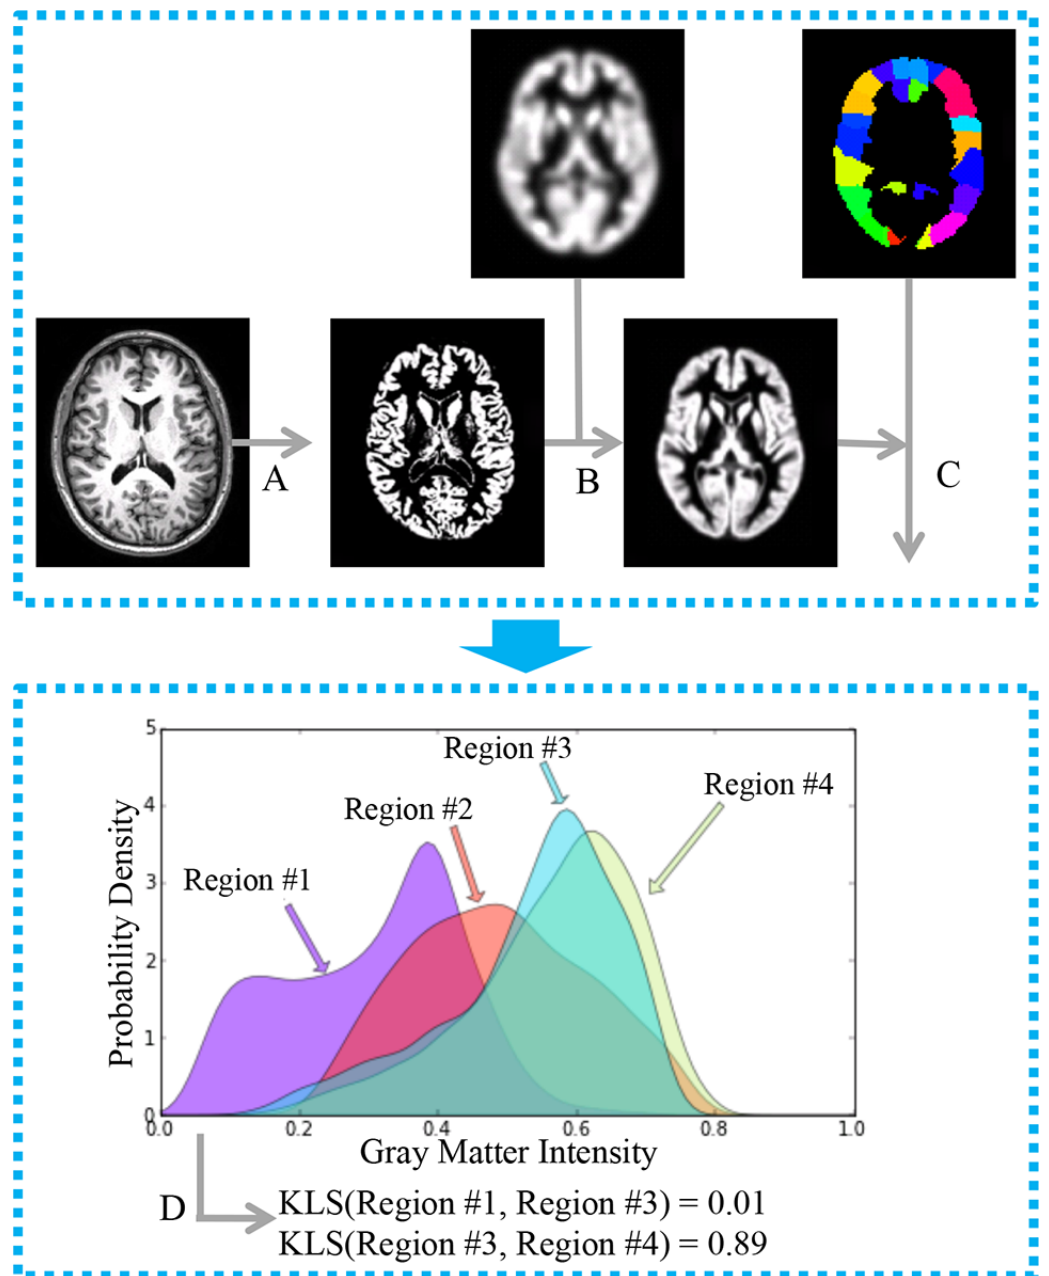 A
B
C
5
4
3
2
1
0
0.0
0.2
0.4
0.6
0.8
1.0
Probability Density
Gray Matter Intensity
Region #3
Region #4
Region #2
Region #1
D
KLS(Region #1, Region #3) = 0.01
KLS(Region #3, Region #4) = 0.89